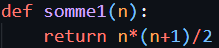 def somme1(n):
    return n*(n+1)/2